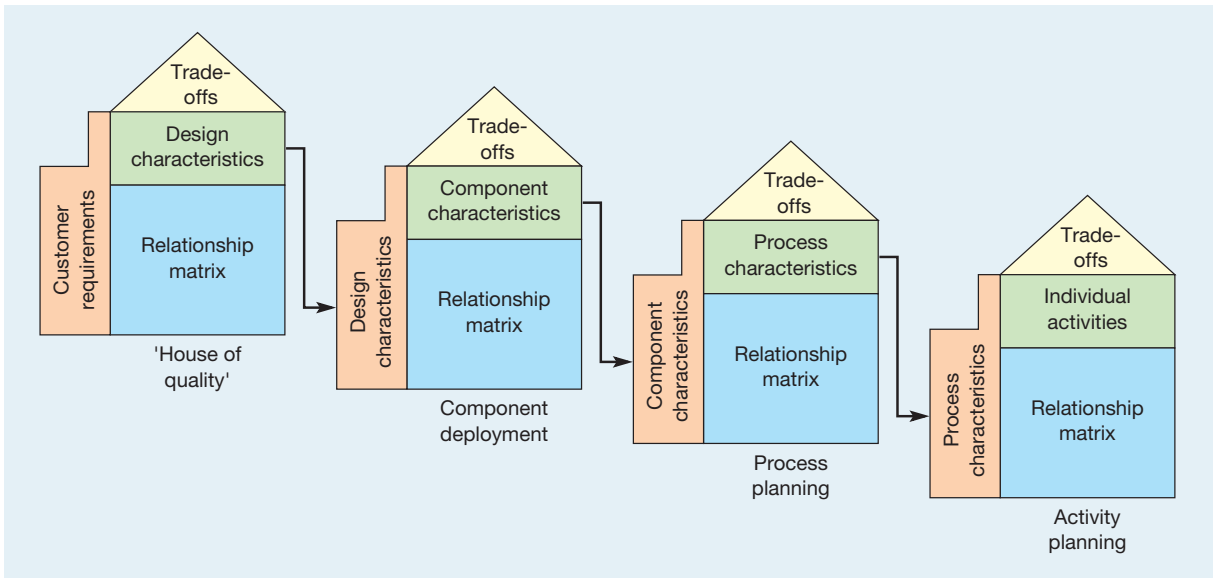 Trade-
offs
Design
characteristics
Customer
requirements
Relationship
matrix
'House of
quality'
Trade-
offs
Component
characteristics
Design
characteristics
Relationship
matrix
Component
deployment
Trade-
offs
Process
characteristics
Component
characteristics
Relationship
matrix
Process
planning
Trade-
offs
Individual
activities
Process
characteristics
Relationship
matrix
Activity
planning